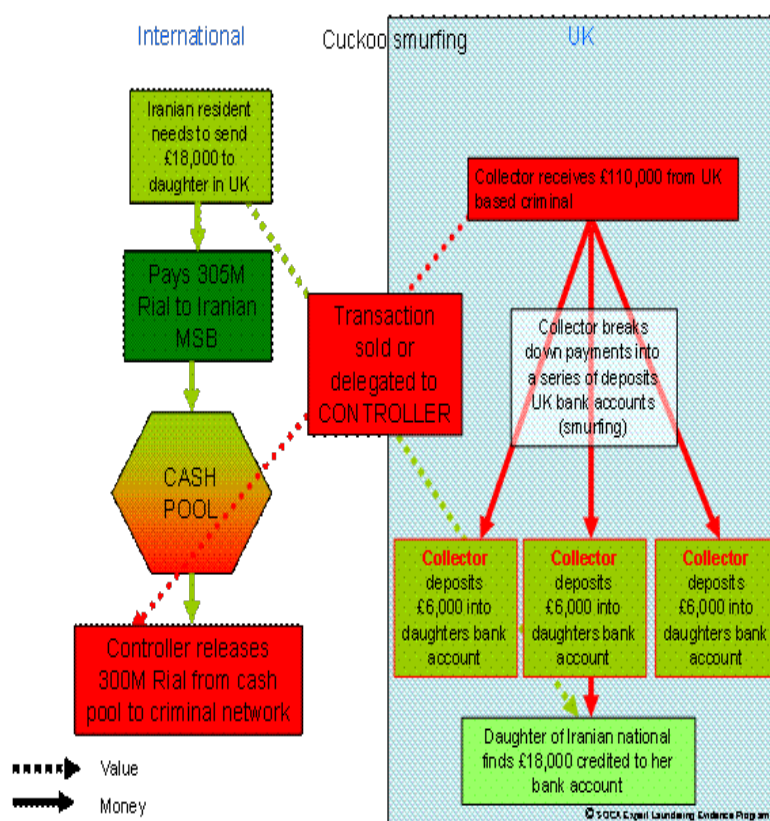 International
Cuckoo smurfing
UK
Iranian resident
needs to send
£18,000 to
daughter in UK
Collector receives £110,000 from UK
based criminal
Pays 305M
Rial to Iranian
MSB
Transaction
sold or
delegated to
CONTROLLER
Collector breaks
down payments into
a series of deposits
UK bank accounts
(smurfing)
CASH
POOL
Collector
deposits
£6,000 into
daughters bank
account
Collector
deposits
£6,000 into
daughters bank
account
Collector
deposits
£6,000 into
daughters bank
account
Controller releases
300M Rial from cash
pool to criminal network
Daughter of Iranian national
finds £18,000 credited to her
bank account
Value
Money
© SOCA Expert Laundering Evidence Program